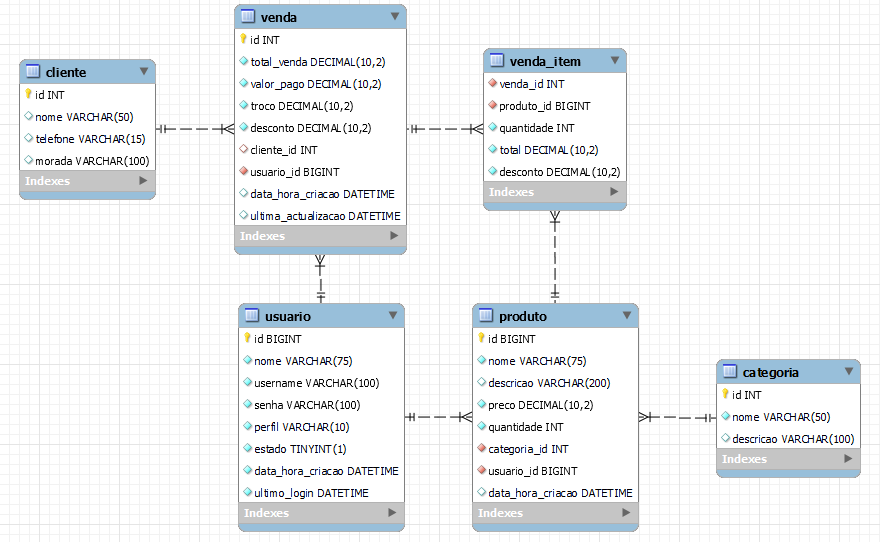 cliente
id INT
nome VARCHAR(50)
telefone VARCHAR(15)
morada VARCHAR(100)
Indexes
venda
id INT
total_venda DECIMAL(10,2)
valor_pago DECIMAL(10,2)
troco DECIMAL(10,2)
desconto DECIMAL(10,2)
cliente_id INT
usuario_id BIGINT
data_hora_criacao DATETIME
ultima_actualizacao DATETIME
Indexes
venda_item
venda_id INT
produto_id BIGINT
quantidade INT
total DECIMAL(10,2)
desconto DECIMAL(10,2)
Indexes
usuario
id BIGINT
nome VARCHAR(75)
username VARCHAR(100)
senha VARCHAR(100)
perfil VARCHAR(10)
estado TINYINT(1)
data_hora_criacao DATETIME
ultimo_login DATETIME
Indexes
produto
id BIGINT
nome VARCHAR(75)
descricao VARCHAR(200)
preco DECIMAL(10,2)
quantidade INT
categoria_id INT
usuario_id BIGINT
data_hora_criacao DATETIME
Indexes
categoria
id INT
nome VARCHAR(50)
descricao VARCHAR(100)
Indexes